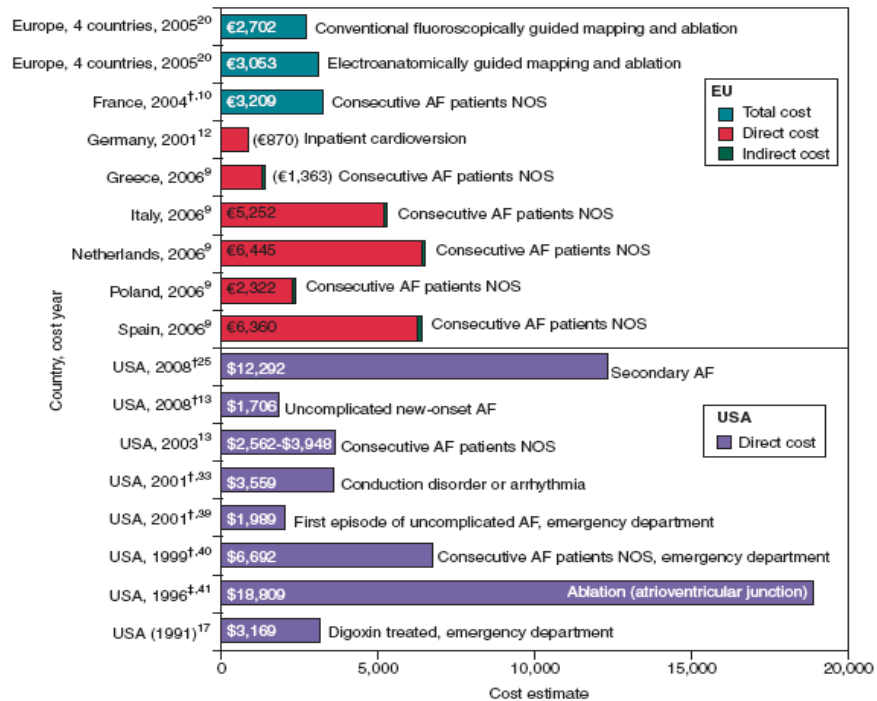 Europe, 4 countries, 2005²⁰ €2,702 Conventional fluoroscopically guided mapping and ablation
Europe, 4 countries, 2005²⁰ €3,053 Electroanatomically guided mapping and ablation
France, 2004†,¹⁰ €3,209 Consecutive AF patients NOS
Germany, 2001¹² (€870) Inpatient cardioversion
Greece, 2006⁹ (€1,363) Consecutive AF patients NOS
Italy, 2006⁹ €5,252 Consecutive AF patients NOS
Netherlands, 2006⁹ €6,445 Consecutive AF patients NOS
Poland, 2006⁹ €2,322 Consecutive AF patients NOS
Spain, 2006⁹ €6,360 Consecutive AF patients NOS
EU
Total cost
Direct cost
Indirect cost
Country, cost year
USA, 2008†²⁵ $12,292 Secondary AF
USA, 2008†¹³ $1,706 Uncomplicated new-onset AF
USA, 2003¹³ $2,562-$3,948 Consecutive AF patients NOS
USA, 2001†,³³ $3,559 Conduction disorder or arrhythmia
USA, 2001†,³⁹ $1,989 First episode of uncomplicated AF, emergency department
USA, 1999†,⁴⁰ $6,692 Consecutive AF patients NOS, emergency department
USA, 1996‡,⁴¹ $18,809 Ablation (atrioventricular junction)
USA (1991)¹⁷ $3,169 Digoxin treated, emergency department
USA
Direct cost
0 5,000 10,000 15,000 20,000
Cost estimate